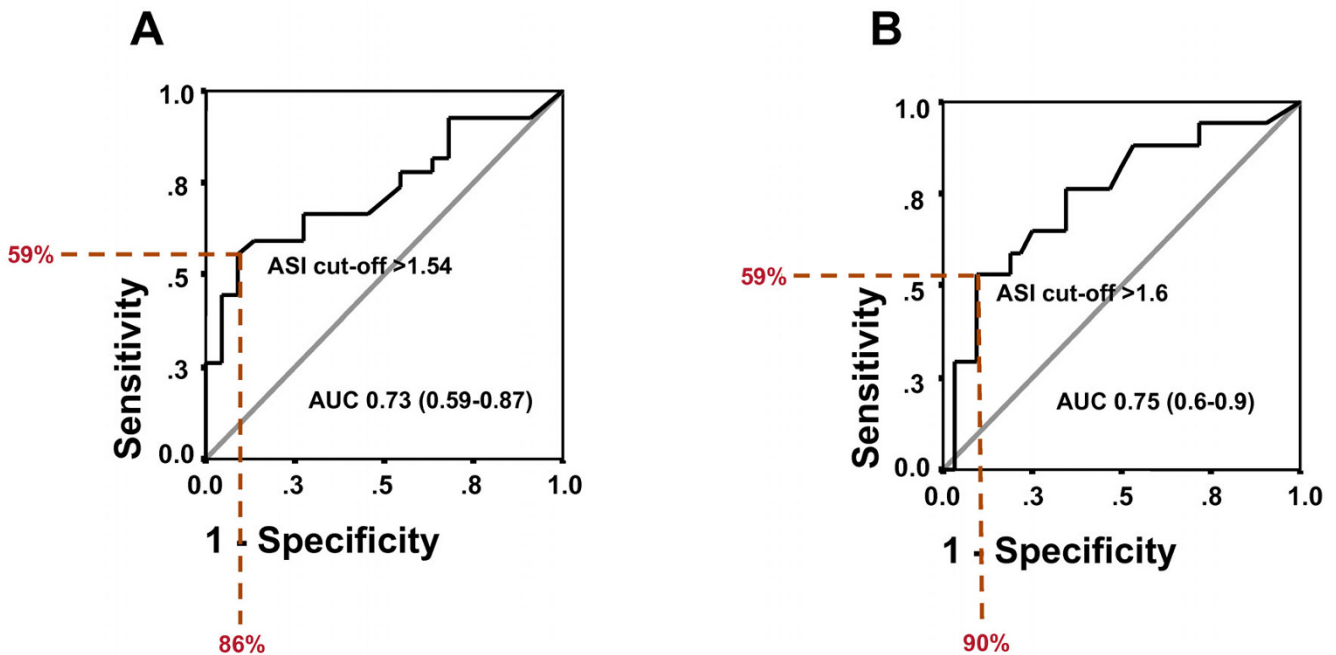 A
1.0
.8
59%
ASI cut-off >1.54
.5
Sensitivity
.3
AUC 0.73 (0.59-0.87)
0.0
0.0 .3 .5 .8 1.0
1 - Specificity
86%
B
1.0
.8
59%
ASI cut-off >1.6
.5
Sensitivity
.3
AUC 0.75 (0.6-0.9)
0.0
0.0 .3 .5 .8 1.0
1 - Specificity
90%